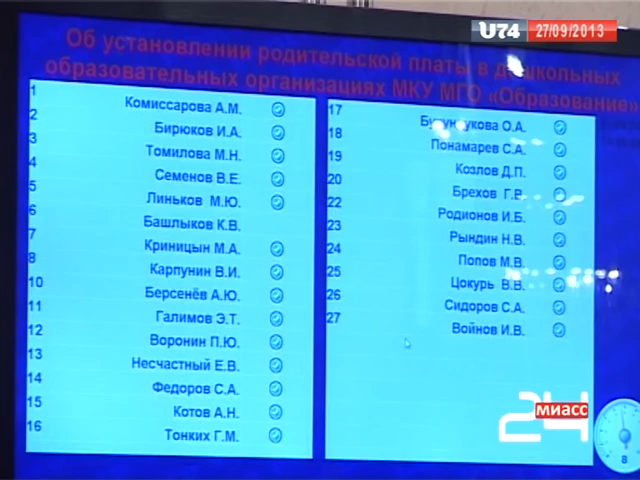 U74 27/09/2013
Об установлении родительской платы в дошкольных
образовательных организациях МКУ МГО «Образование»
1 Комиссарова А.М.
2 Бирюков И.А.
3 Томилова М.Н.
4 Семенов В.Е.
5 Линьков М.Ю.
6 Башлыков К.В.
7 Криницын М.А.
8 Карпунин В.И.
10 Берсенёв А.Ю.
11 Галимов Э.Т.
12 Воронин П.Ю.
13 Несчастный Е.В.
14 Федоров С.А.
15 Котов А.Н.
16 Тонких Г.М.
17 О.А.
18 Понамарев С.А.
19 Козлов Д.П.
20 Брехов Г.В.
22 Родионов И.Б.
23 Рындин Н.В.
24 Попов М.В.
25 Цокурь В.В.
26 Сидоров С.А.
27 Войнов И.В.
24 МИАСС
8